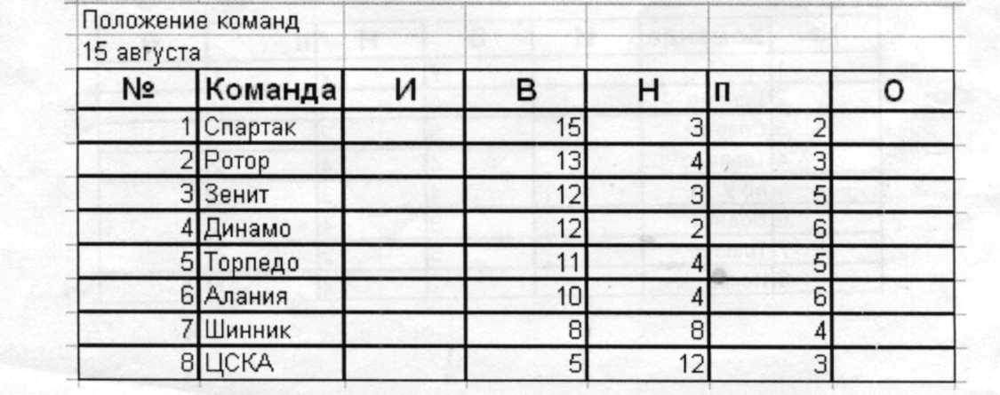 Положение команд
15 августа
№ Команда И В Н П О
1 Спартак 15 3 2
2 Ротор 13 4 3
3 Зенит 12 3 5
4 Динамо 12 2 6
5 Торпедо 11 4 5
6 Алания 10 4 6
7 Шинник 8 8 4
8 ЦСКА 5 12 3